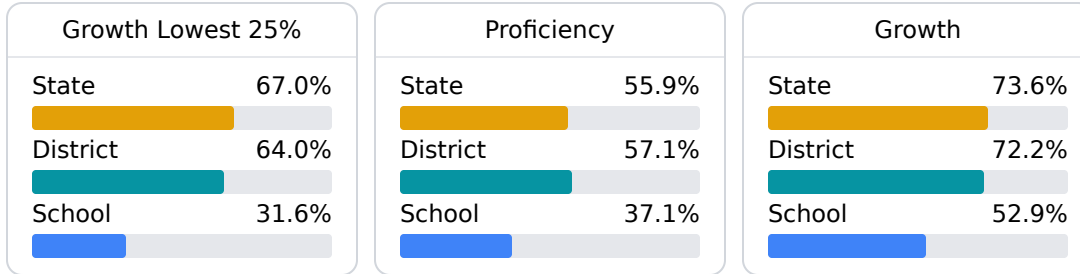 Growth Lowest 25%
State 67.0%
District 64.0%
School 31.6%
Proficiency
State 55.9%
District 57.1%
School 37.1%
Growth
State 73.6%
District 72.2%
School 52.9%